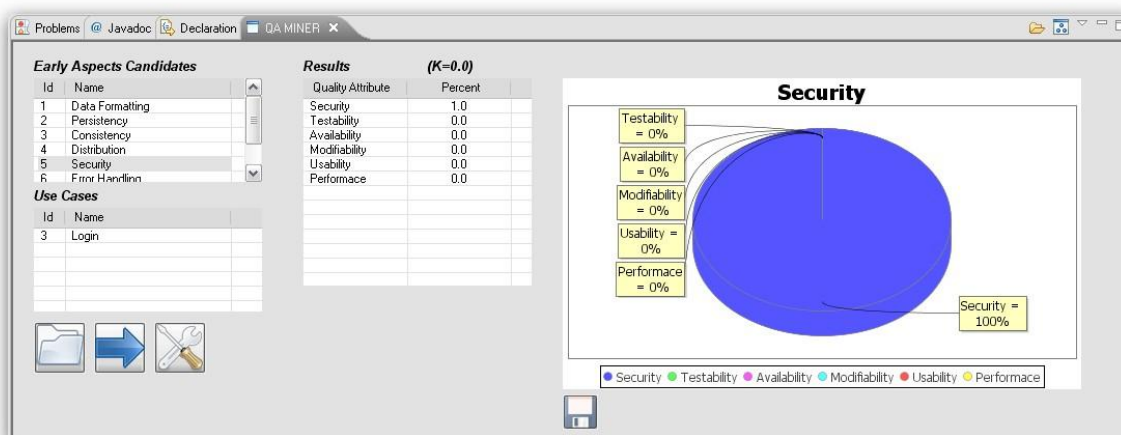 Problems @ Javadoc Declaration QA MINER
Early Aspects Candidates
Id Name
1 Data Formatting
2 Persistency
3 Consistency
4 Distribution
5 Security
6 Error Handling
Use Cases
Id Name
3 Login
Results (K=0.0)
Quality Attribute Percent
Security 1.0
Testability 0.0
Availability 0.0
Modifiability 0.0
Usability 0.0
Performace 0.0
Security
Testability
= 0%
Availability
= 0%
Modifiability
= 0%
Usability =
0%
Performace
= 0%
Security =
100%
Security Testability Availability Modifiability Usability Performace